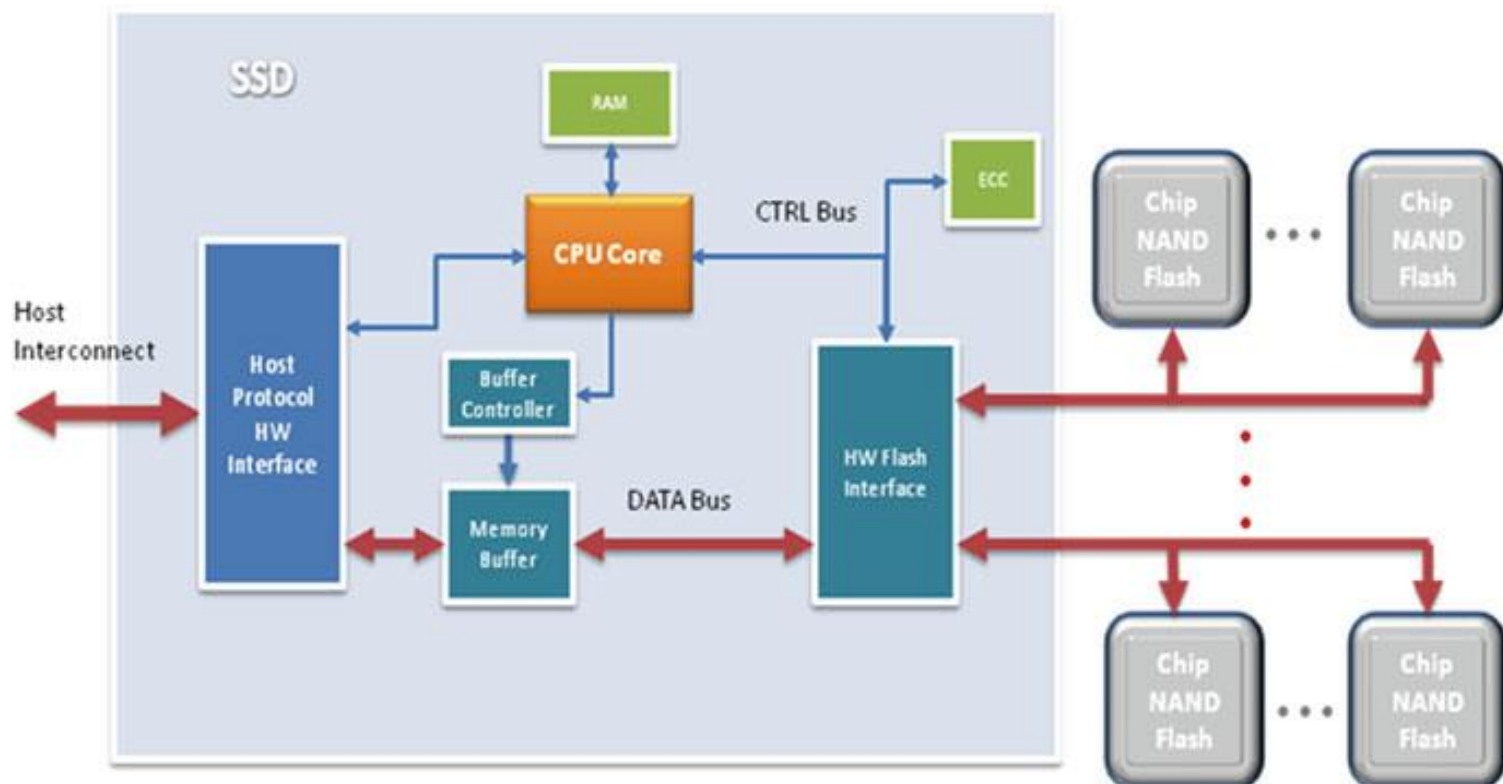 SSD
RAM
ECC
CTRL Bus
CPU Core
Host
Interconnect
Host
Protocol
HW
Interface
Buffer
Controller
Memory
Buffer
DATA Bus
HW Flash
Interface
Chip
NAND
Flash
Chip
NAND
Flash
Chip
NAND
Flash
Chip
NAND
Flash